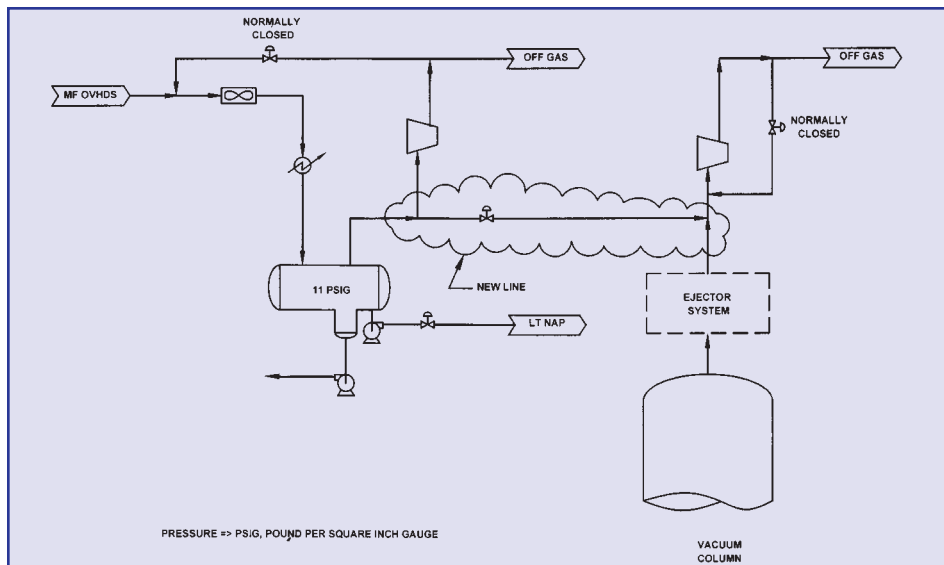 NORMALLY
CLOSED
OFF GAS
OFF GAS
MF OVHDS
NORMALLY
CLOSED
11 PSIG
NEW LINE
EJECTOR
SYSTEM
LT NAP
PRESSURE => PSIG, POUND PER SQUARE INCH GAUGE
VACUUM
COLUMN